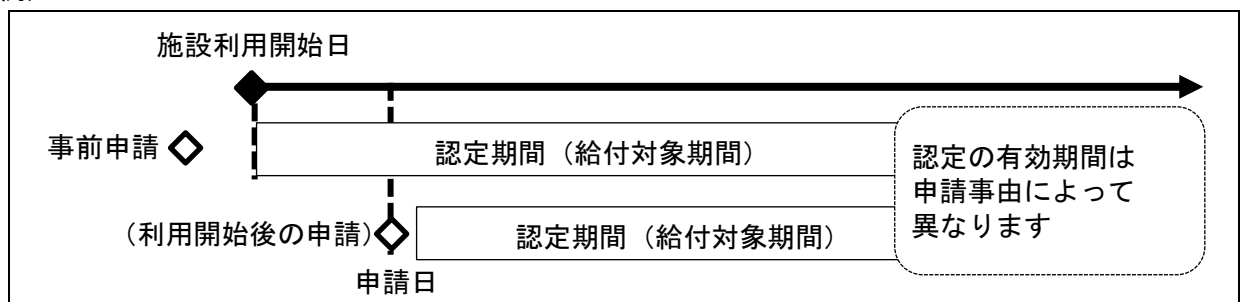 施設利用開始日
事前申請
認定期間（給付対象期間）
認定の有効期間は
申請事由によって
異なります
（利用開始後の申請）
認定期間（給付対象期間）
申請日